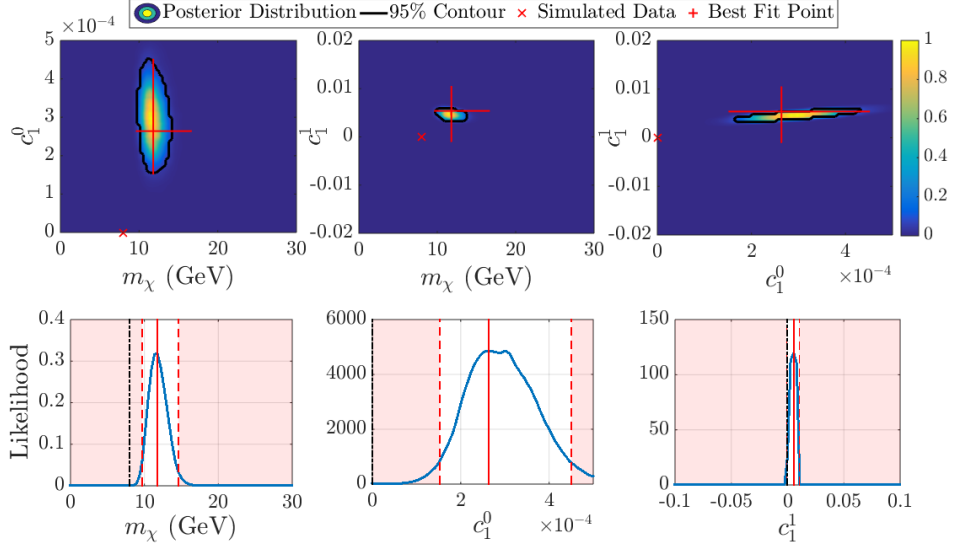 Posterior Distribution 95% Contour Simulated Data Best Fit Point
5 ×10⁻⁴
4
3
2
1
0
c₁⁰
0 10 20 30
m_χ (GeV)
0.02
0.01
0
-0.01
-0.02
c₁¹
0 10 20 30
m_χ (GeV)
0.02
0.01
0
-0.01
-0.02
c₁¹
0 2 4
×10⁻⁴
c₁⁰
1
0.8
0.6
0.4
0.2
0
Likelihood
0.4
0.3
0.2
0.1
0
0 10 20 30
m_χ (GeV)
6000
4000
2000
0
0 2 4
×10⁻⁴
c₁⁰
150
100
50
0
-0.1 -0.05 0 0.05 0.1
c₁¹